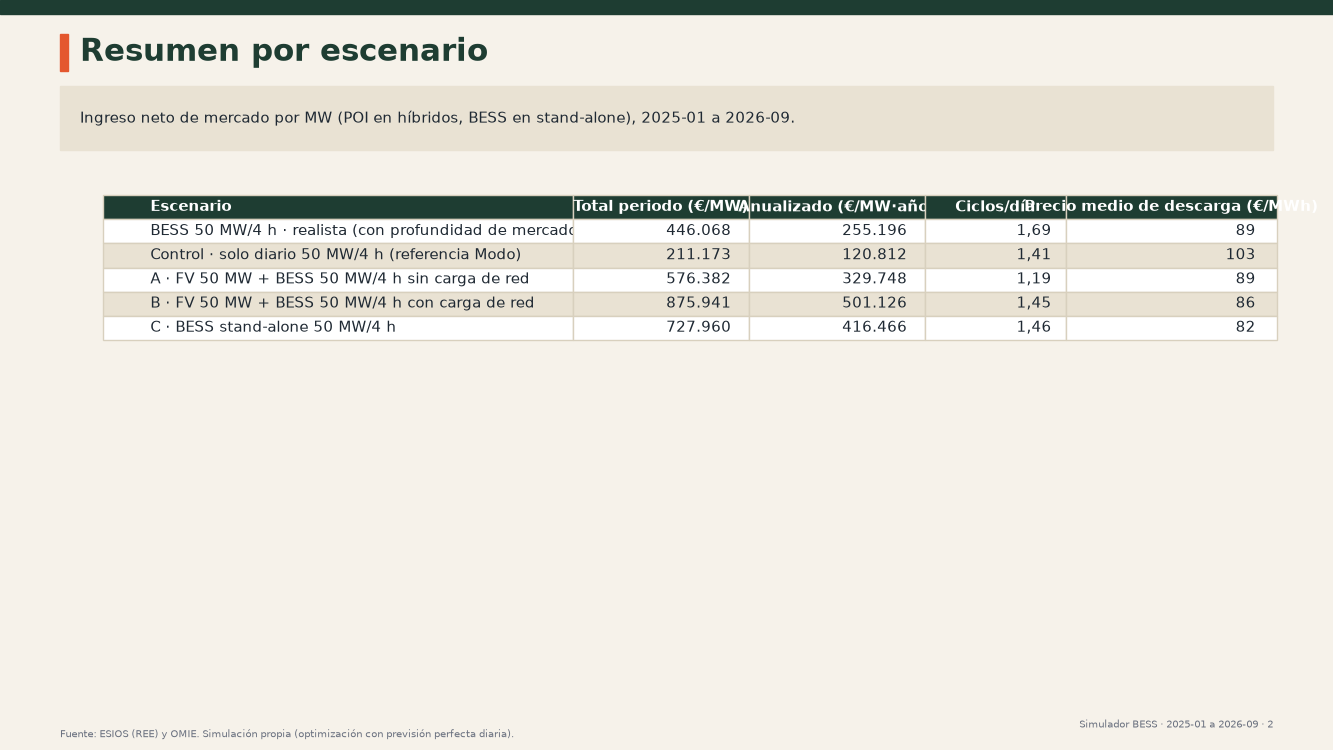 Resumen por escenario
Ingreso neto de mercado por MW (POI en híbridos, BESS en stand-alone), 2025-01 a 2026-09.
Escenario Total periodo (€/MW) Anualizado (€/MW·año Ciclos/día Precio medio de descarga (€/MWh)
BESS 50 MW/4 h · realista (con profundidad de mercado 446.068 255.196 1,69 89
Control · solo diario 50 MW/4 h (referencia Modo) 211.173 120.812 1,41 103
A · FV 50 MW + BESS 50 MW/4 h sin carga de red 576.382 329.748 1,19 89
B · FV 50 MW + BESS 50 MW/4 h con carga de red 875.941 501.126 1,45 86
C · BESS stand-alone 50 MW/4 h 727.960 416.466 1,46 82
Simulador BESS · 2025-01 a 2026-09 · 2
Fuente: ESIOS (REE) y OMIE. Simulación propia (optimización con previsión perfecta diaria).